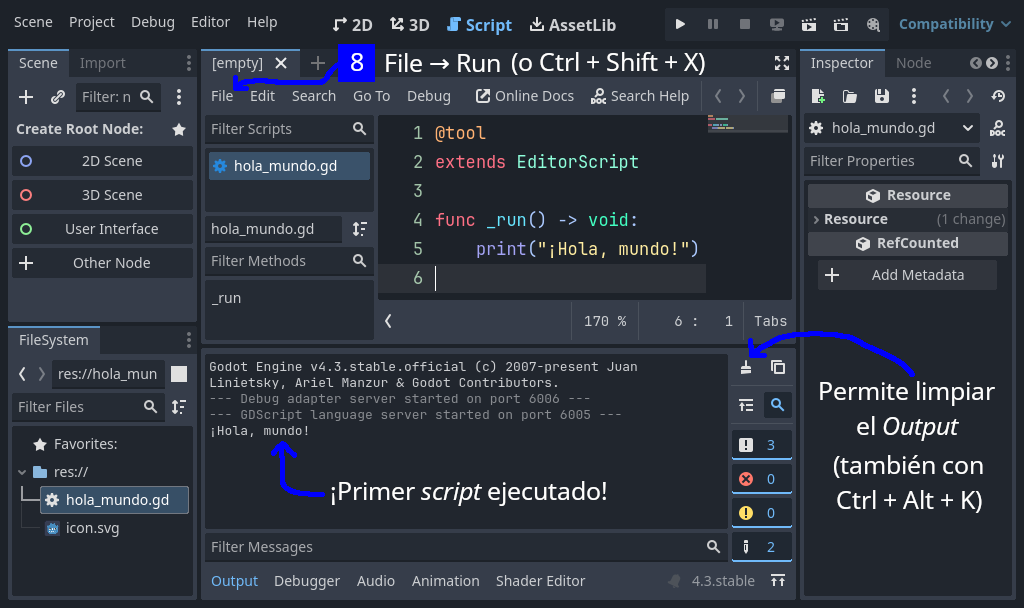 Scene Project Debug Editor Help
2D 3D Script AssetLib
Compatibility
Scene Import
Filter: n
Create Root Node:
2D Scene
3D Scene
User Interface
Other Node
FileSystem
res://hola_mun
Filter Files
Favorites:
res://
hola_mundo.gd
icon.svg
[empty]
8 File → Run (o Ctrl + Shift + X)
File Edit Search Go To Debug Online Docs Search Help
Filter Scripts
hola_mundo.gd
hola_mundo.gd
Filter Methods
_run
1 @tool
2 extends EditorScript
3
4 func _run() -> void:
5 print("¡Hola, mundo!")
6
170 % 6 : 1 Tabs
Godot Engine v4.3.stable.official (c) 2007-present Juan
Linietsky, Ariel Manzur & Godot Contributors.
--- Debug adapter server started on port 6006 ---
--- GDScript language server started on port 6005 ---
¡Hola, mundo!
¡Primer script ejecutado!
3
0
0
2
Filter Messages
Output Debugger Audio Animation Shader Editor 4.3.stable
Inspector Node
DOC
hola_mundo.gd DOC
Filter Properties
Resource
Resource (1 change)
RefCounted
Add Metadata
Permite limpiar
el Output
(también con
Ctrl + Alt + K)